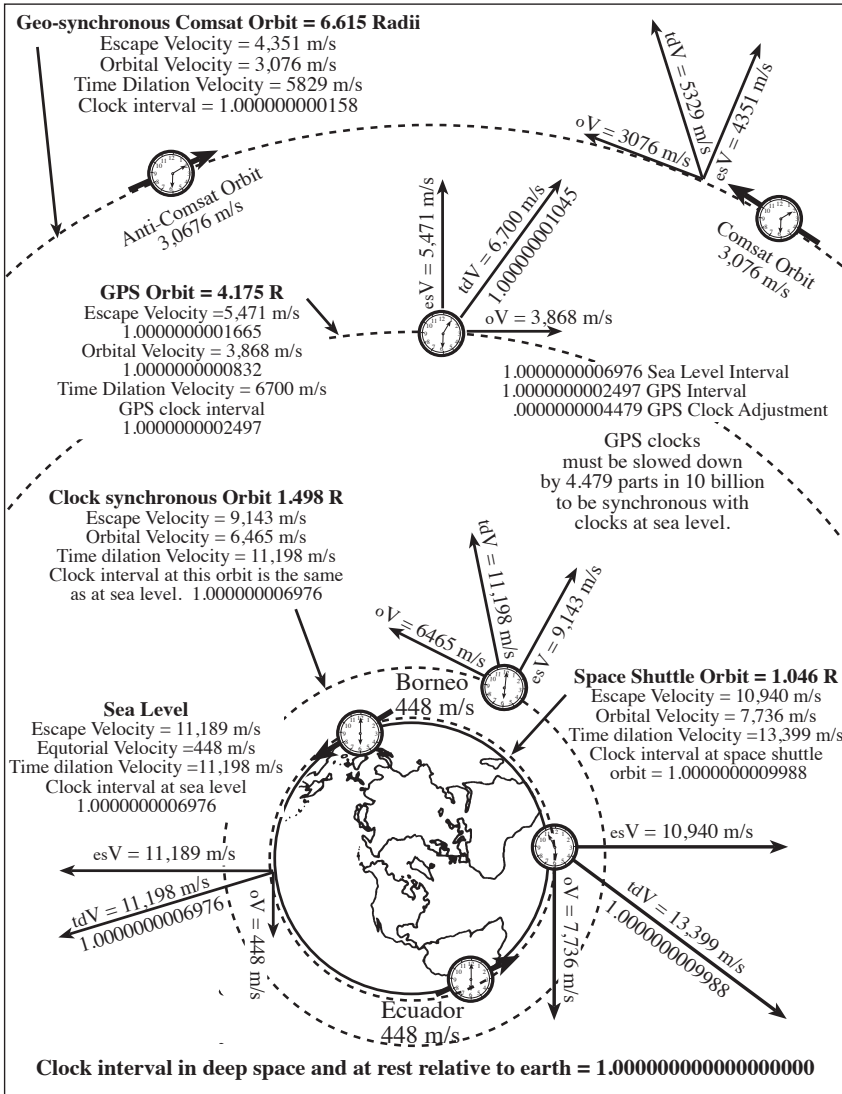 Geo-synchronous Comsat Orbit = 6.615 Radii
Escape Velocity = 4,351 m/s
Orbital Velocity = 3,076 m/s
Time Dilation Velocity = 5829 m/s
Clock interval = 1.000000000158
tdV = 5329 m/s
esV = 4351 m/s
oV = 3076 m/s
Anti-Comsat Orbit
3,0676 m/s
Comsat Orbit
3,076 m/s
esV = 5,471 m/s
tdV = 6,700 m/s
1.000000001045
oV = 3,868 m/s
GPS Orbit = 4.175 R
Escape Velocity =5,471 m/s
1.0000000001665
Orbital Velocity = 3,868 m/s
1.0000000000832
Time Dilation Velocity = 6700 m/s
GPS clock interval
1.0000000002497
1.0000000006976 Sea Level Interval
1.0000000002497 GPS Interval
.0000000004479 GPS Clock Adjustment
GPS clocks
must be slowed down
by 4.479 parts in 10 billion
to be synchronous with
clocks at sea level.
Clock synchronous Orbit 1.498 R
Escape Velocity = 9,143 m/s
Orbital Velocity = 6,465 m/s
Time dilation Velocity = 11,198 m/s
Clock interval at this orbit is the same
as at sea level. 1.000000006976
tdV = 11,198 m/s
oV = 6465 m/s
esV = 9,143 m/s
Borneo
448 m/s
Space Shuttle Orbit = 1.046 R
Escape Velocity = 10,940 m/s
Orbital Velocity = 7,736 m/s
Time dilation Velocity =13,399 m/s
Clock interval at space shuttle
orbit = 1.0000000009988
Sea Level
Escape Velocity = 11,189 m/s
Equtorial Velocity =448 m/s
Time dilation Velocity =11,198 m/s
Clock interval at sea level
1.0000000006976
esV = 11,189 m/s
tdV = 11,198 m/s
1.0000000006976
oV = 448 m/s
esV = 10,940 m/s
tdV = 13,399 m/s
1.0000000009988
oV = 7,736 m/s
Ecuador
448 m/s
Clock interval in deep space and at rest relative to earth = 1.000000000000000000